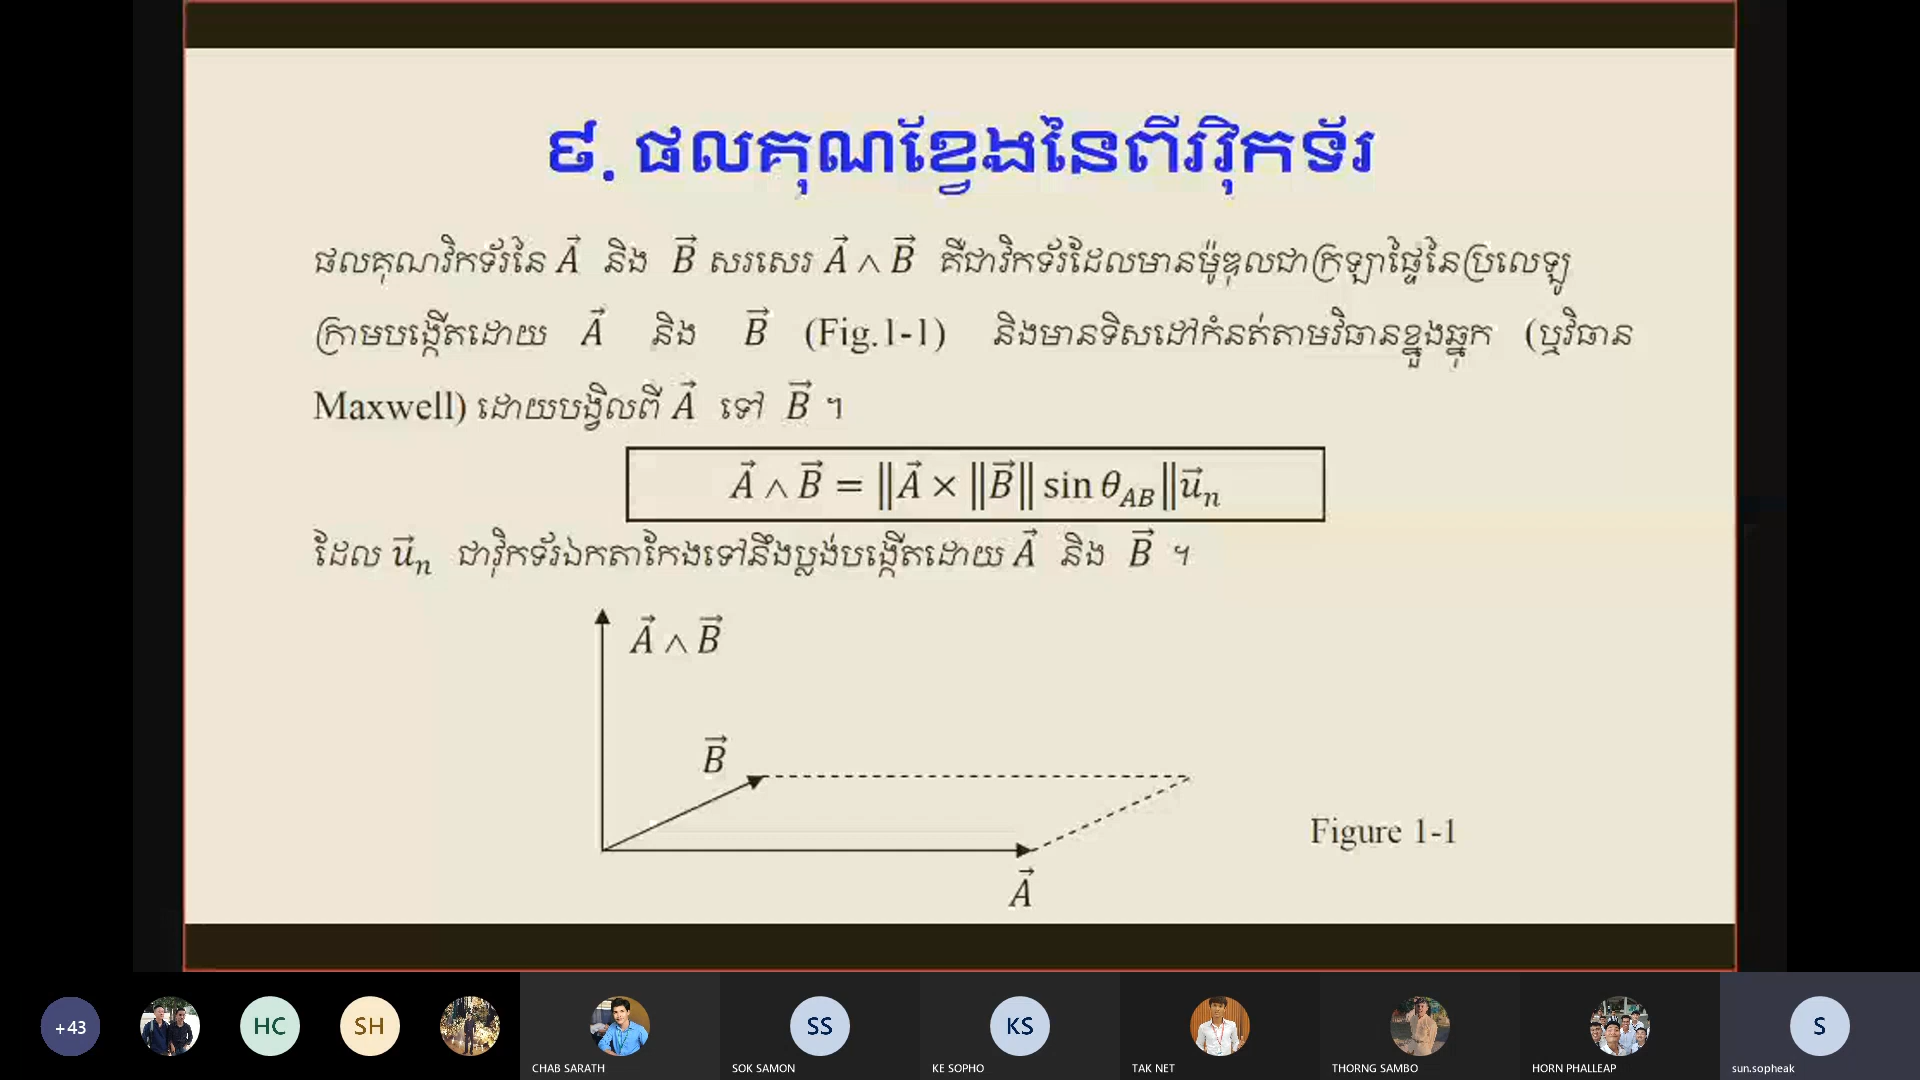 ៩. ផលគុណខ្វែងនៃពីរវ៉ិកទ័រ
ផលគុណវិកទ័រនៃ A⃗ និង B⃗ សរសេរ A⃗ ∧ B⃗ គឺជាវិកទ័រដែលមានម៉ូឌុលជាក្រឡាផ្ទៃនៃប្រលេឡូ
ក្រាមបង្កើតដោយ A⃗ និង B⃗ (Fig.1-1) និងមានទិសដៅកំនត់តាមវិធានខ្នួងឆ្នុក (ឬវិធាន
Maxwell) ដោយបង្វិលពី A⃗ ទៅ B⃗ ។
A⃗ ∧ B⃗ = ‖A⃗ × ‖B⃗‖ sin θ_AB‖u⃗_n
ដែល u⃗_n ជាវ៉ិកទ័រឯកតាកែងទៅនឹងប្លង់បង្កើតដោយ A⃗ និង B⃗ ។
A⃗ ∧ B⃗
B⃗
Figure 1-1
A⃗
+43
HC
SH
SS
KS
S
CHAB SARATH
SOK SAMON
KE SOPHO
TAK NET
THORNG SAMBO
HORN PHALLEAP
sun.sopheak